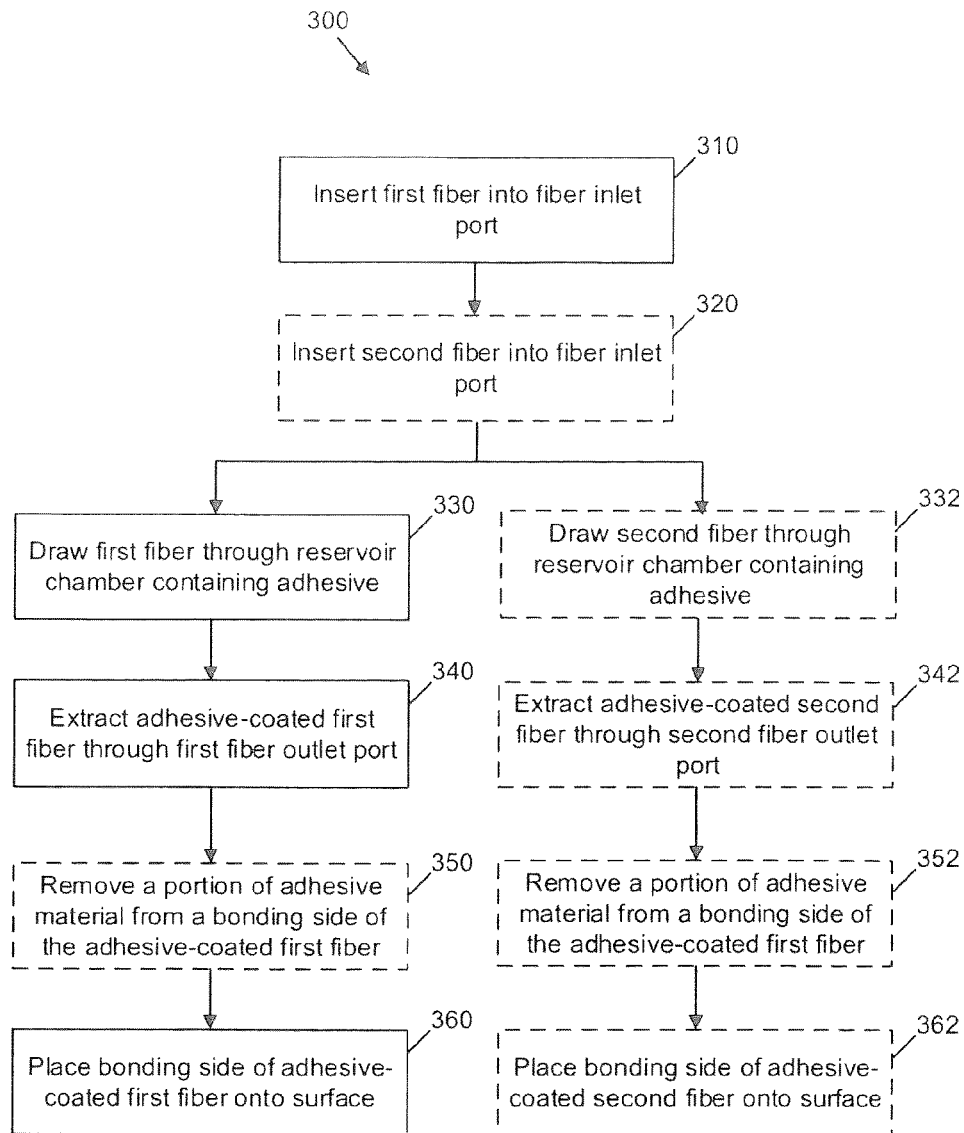 300
310
Insert first fiber into fiber inlet
port
320
Insert second fiber into fiber inlet
port
330
Draw first fiber through reservoir
chamber containing adhesive
332
Draw second fiber through
reservoir chamber containing
adhesive
340
Extract adhesive-coated first
fiber through first fiber outlet port
342
Extract adhesive-coated second
fiber through second fiber outlet
port
350
Remove a portion of adhesive
material from a bonding side of
the adhesive-coated first fiber
352
Remove a portion of adhesive
material from a bonding side of
the adhesive-coated first fiber
360
Place bonding side of adhesive-
coated first fiber onto surface
362
Place bonding side of adhesive-
coated second fiber onto surface